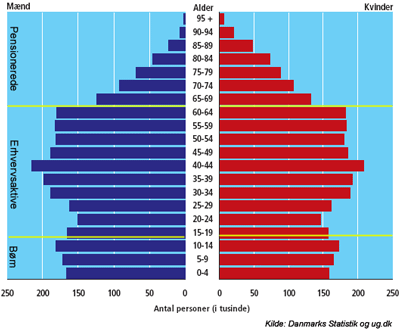 Mænd Alder Kvinder
95 +
90-94
85-89
80-84
75-79
70-74
65-69
60-64
55-59
50-54
45-49
40-44
35-39
30-34
25-29
20-24
15-19
10-14
5-9
0-4
Pensionerede
Erhvervsaktive
Børn
250 200 150 100 50 0 0 50 100 150 200 250
Antal personer (i tusinde)
Kilde: Danmarks Statistik og ug.dk